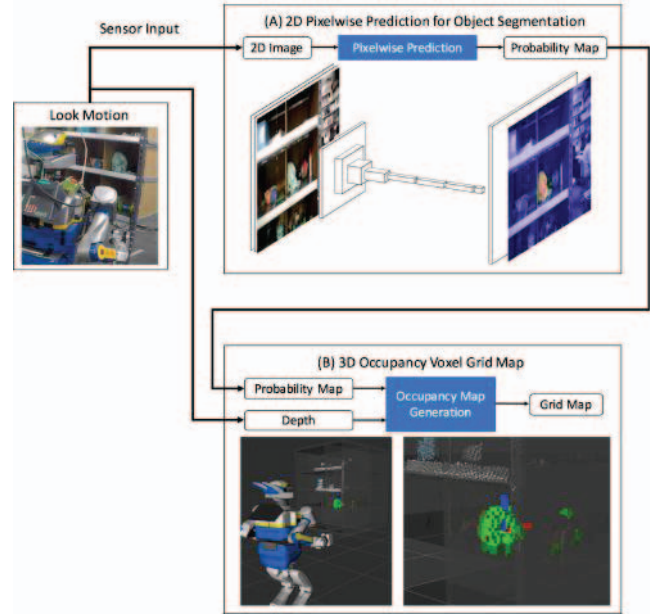 (A) 2D Pixelwise Prediction for Object Segmentation
Sensor Input
2D Image
Pixelwise Prediction
Probability Map
Look Motion
(B) 3D Occupancy Voxel Grid Map
Probability Map
Occupancy Map
Generation
Grid Map
Depth